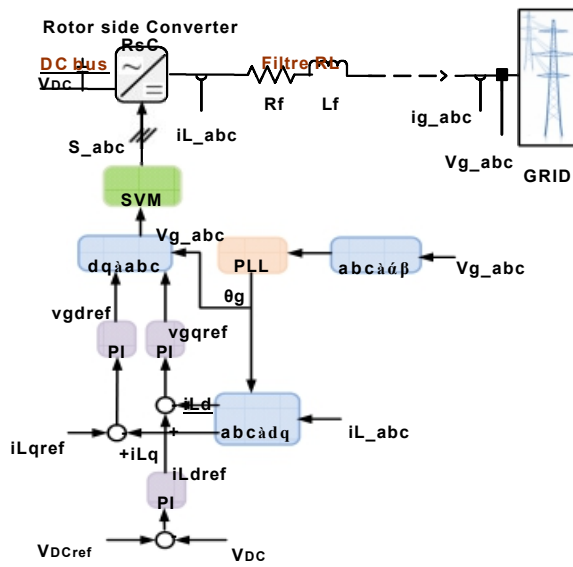 Rotor side Converter
RsC
DC bus
VDC
Filtre RL
Rf
Lf
iL_abc
ig_abc
Vg_abc
GRID
S_abc
SVM
Vg_abc
dqàabc
PLL
abcàάβ
Vg_abc
θg
vgdref
vgqref
PI
PI
iLd
abcàdq
iL_abc
iLqref
+
+iLq
iLdref
PI
VDCref
VDC